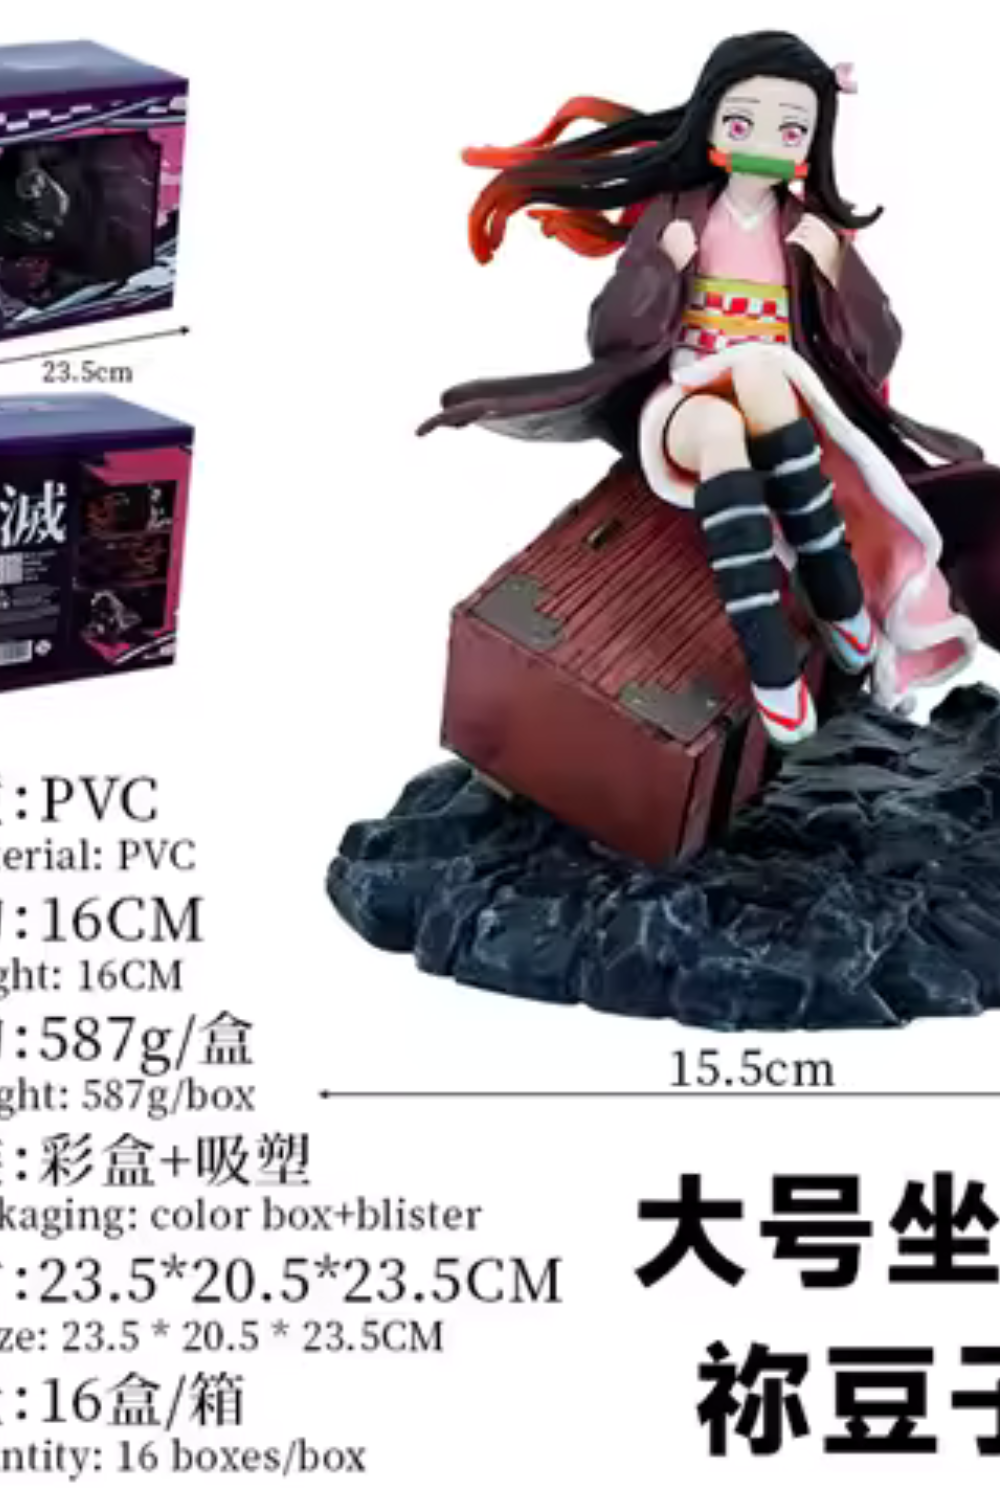 23.5cm
滅
:PVC
erial: PVC
:16CM
ght: 16CM
:587g/盒
ght: 587g/box
:彩盒+吸塑
kaging: color box+blister
:23.5*20.5*23.5CM
ze: 23.5 * 20.5 * 23.5CM
:16盒/箱
ntity: 16 boxes/box
15.5cm
大号坐
祢豆子